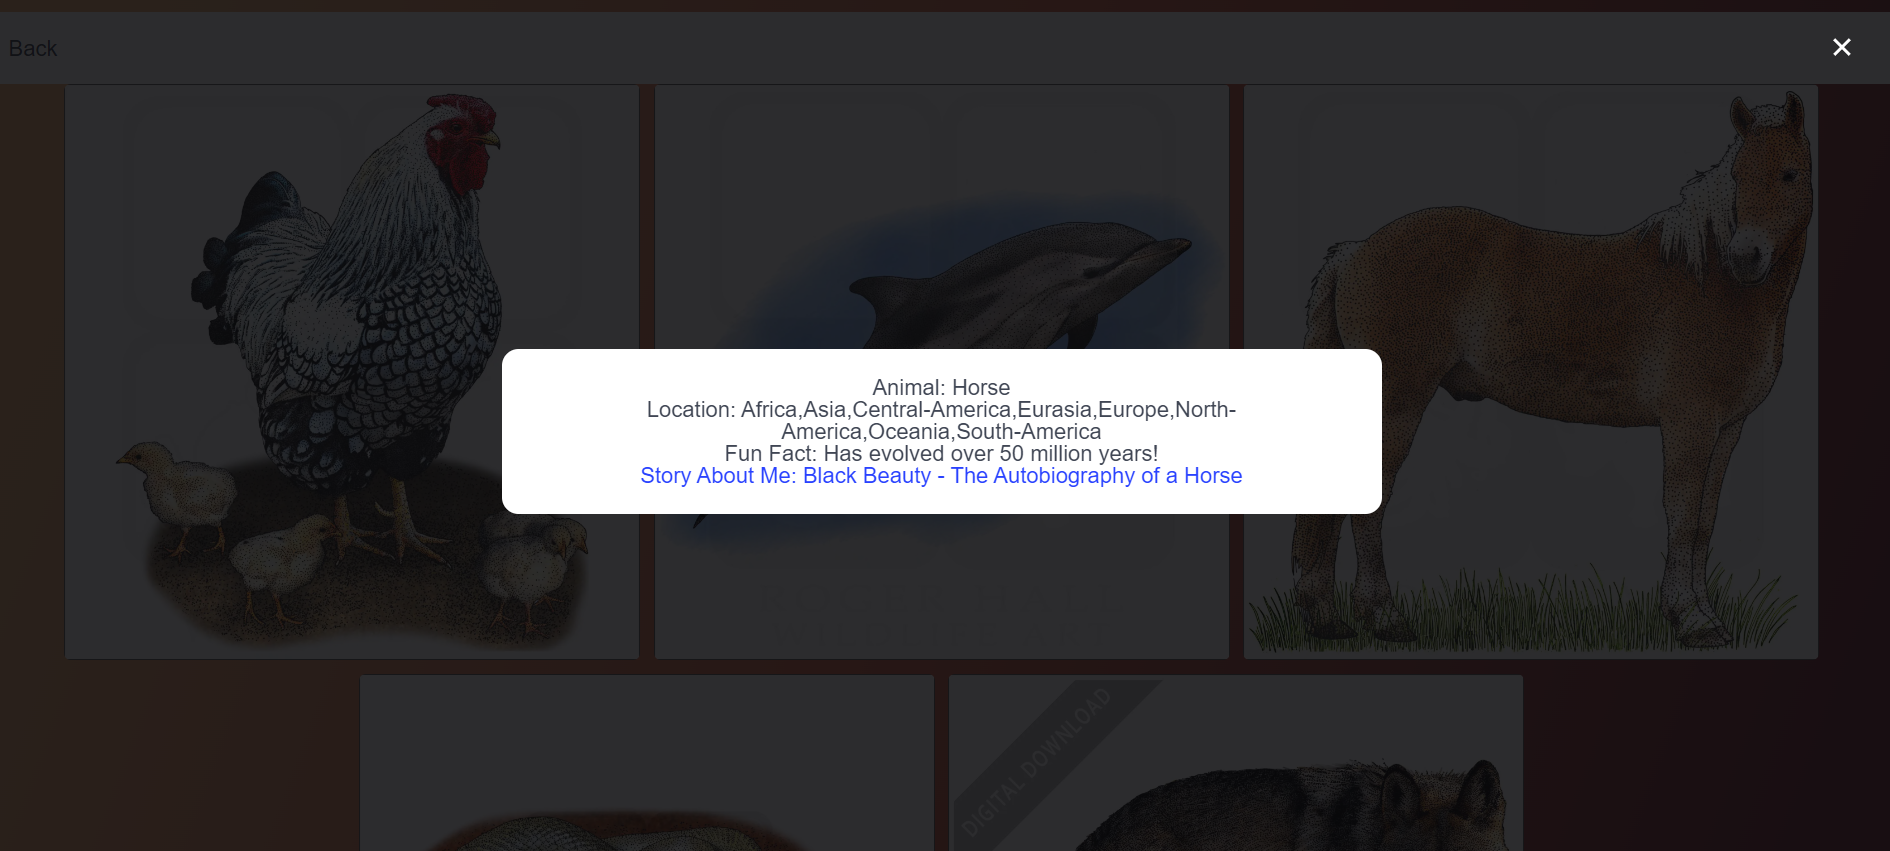 Back
×
Animal: Horse
Location: Africa,Asia,Central-America,Eurasia,Europe,North-
America,Oceania,South-America
Fun Fact: Has evolved over 50 million years!
Story About Me: Black Beauty - The Autobiography of a Horse
DIGITAL DOWNLOAD